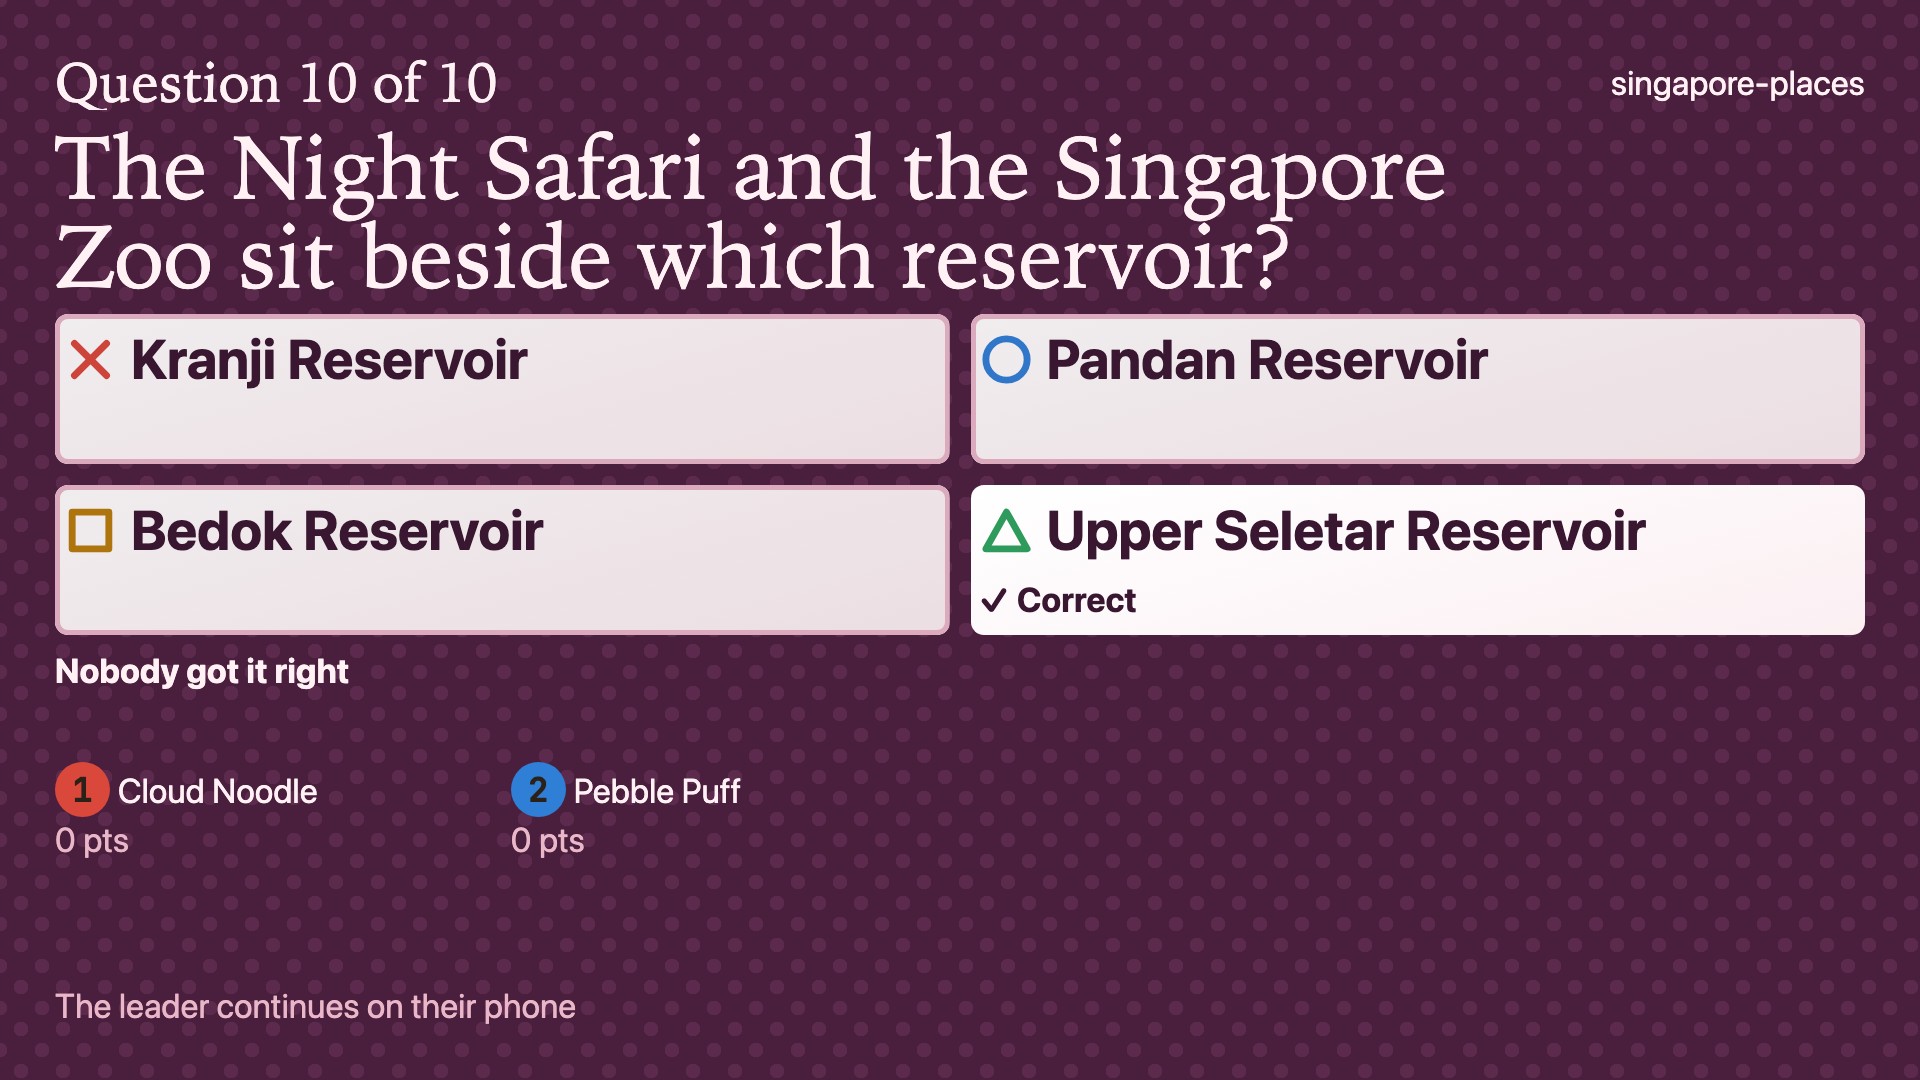 Question 10 of 10
singapore-places
The Night Safari and the Singapore
Zoo sit beside which reservoir?
Kranji Reservoir
Pandan Reservoir
Bedok Reservoir
Upper Seletar Reservoir
✓ Correct
Nobody got it right
1 Cloud Noodle
0 pts
2 Pebble Puff
0 pts
The leader continues on their phone